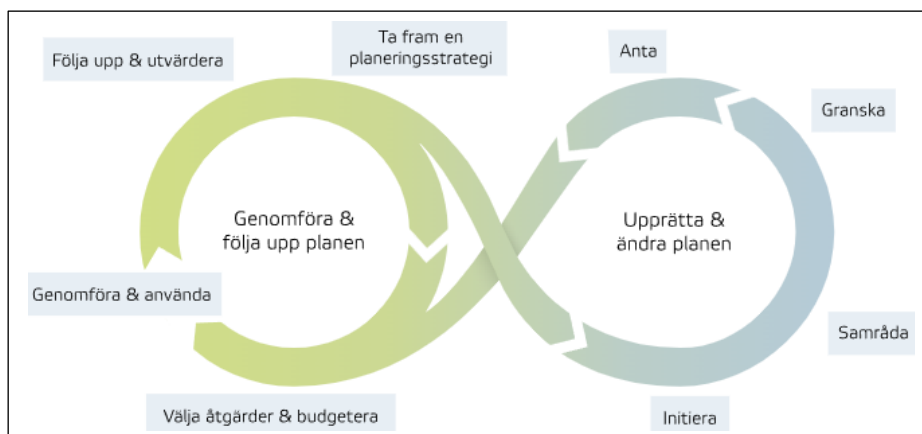 Ta fram en
planeringsstrategi
Anta
Följa upp & utvärdera
Granska
Genomföra &
följa upp planen
Upprätta &
ändra planen
Genomföra & använda
Samråda
Välja åtgärder & budgetera
Initiera